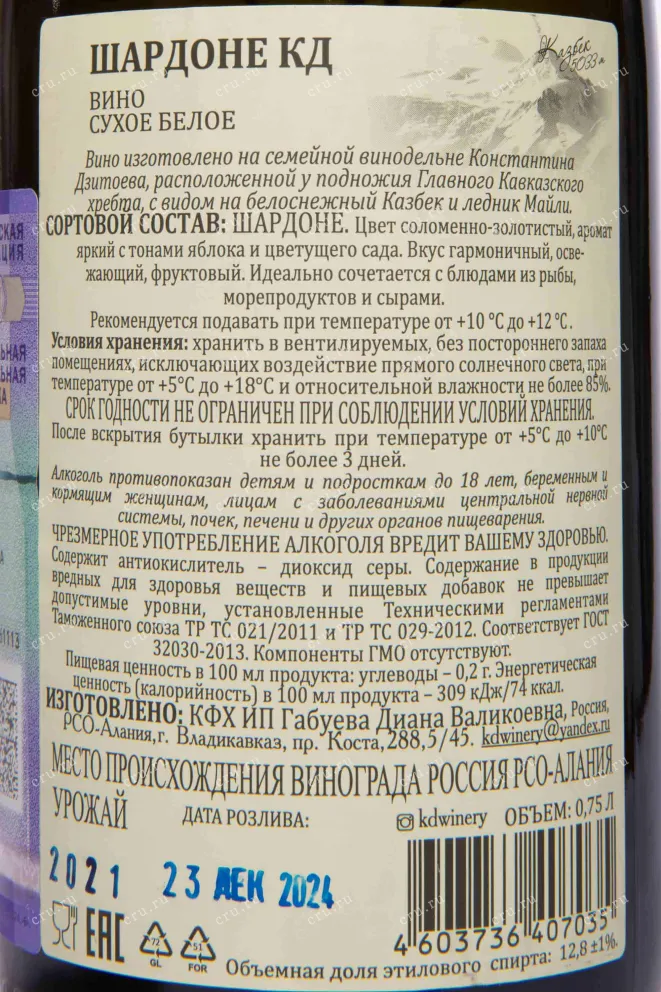 Казбек
5033 м
ШАРДОНЕ КД
ВИНО
СУХОЕ БЕЛОЕ
Вино изготовлено на семейной винодельне Константина
Дзитоева, расположенной у подножия Главного Кавказского
хребта, с видом на белоснежный Казбек и ледник Майли.
СОРТОВОЙ СОСТАВ: ШАРДОНЕ. Цвет соломенно-золотистый, аромат
яркий с тонами яблока и цветущего сада. Вкус гармоничный, осве-
жающий, фруктовый. Идеально сочетается с блюдами из рыбы,
морепродуктов и сырами.
Рекомендуется подавать при температуре от +10 °С до +12 °С.
Условия хранения: хранить в вентилируемых, без постороннего запаха
помещениях, исключающих воздействие прямого солнечного света, при
температуре от +5°С до +18°С и относительной влажности не более 85%.
СРОК ГОДНОСТИ НЕ ОГРАНИЧЕН ПРИ СОБЛЮДЕНИИ УСЛОВИЙ ХРАНЕНИЯ.
После вскрытия бутылки хранить при температуре от +5°С до +10°С
не более 3 дней.
Алкоголь противопоказан детям и подросткам до 18 лет, беременным и
кормящим женщинам, лицам с заболеваниями центральной нервной
системы, почек, печени и других органов пищеварения.
ЧРЕЗМЕРНОЕ УПОТРЕБЛЕНИЕ АЛКОГОЛЯ ВРЕДИТ ВАШЕМУ ЗДОРОВЬЮ.
Содержит антиокислитель – диоксид серы. Содержание в продукции
вредных для здоровья веществ и пищевых добавок не превышает
допустимые уровни, установленные Техническими регламентами
Таможенного союза ТР ТС 021/2011 и ТР ТС 029-2012. Соответствует ГОСТ
32030-2013. Компоненты ГМО отсутствуют.
Пищевая ценность в 100 мл продукта: углеводы – 0,2 г. Энергетическая
ценность (калорийность) в 100 мл продукта – 309 кДж/74 ккал.
ИЗГОТОВЛЕНО: КФХ ИП Габуева Диана Валикоевна, Россия,
РСО-Алания, г. Владикавказ, пр. Коста, 288, 5/45. kdwinery@yandex.ru
МЕСТО ПРОИСХОЖДЕНИЯ ВИНОГРАДА РОССИЯ РСО-АЛАНИЯ
УРОЖАЙ ДАТА РОЗЛИВА: kdwinery ОБЪЕМ: 0,75 Л
2021 23 ДЕК 2024
4 603736 407035
EAC 72 GL 51 FOR
Объемная доля этилового спирта: 12,8 ±1%.
СКАЯ
ЦИЯ
ЬНАЯ
ЬНАЯ
КА
1113
cru.ru